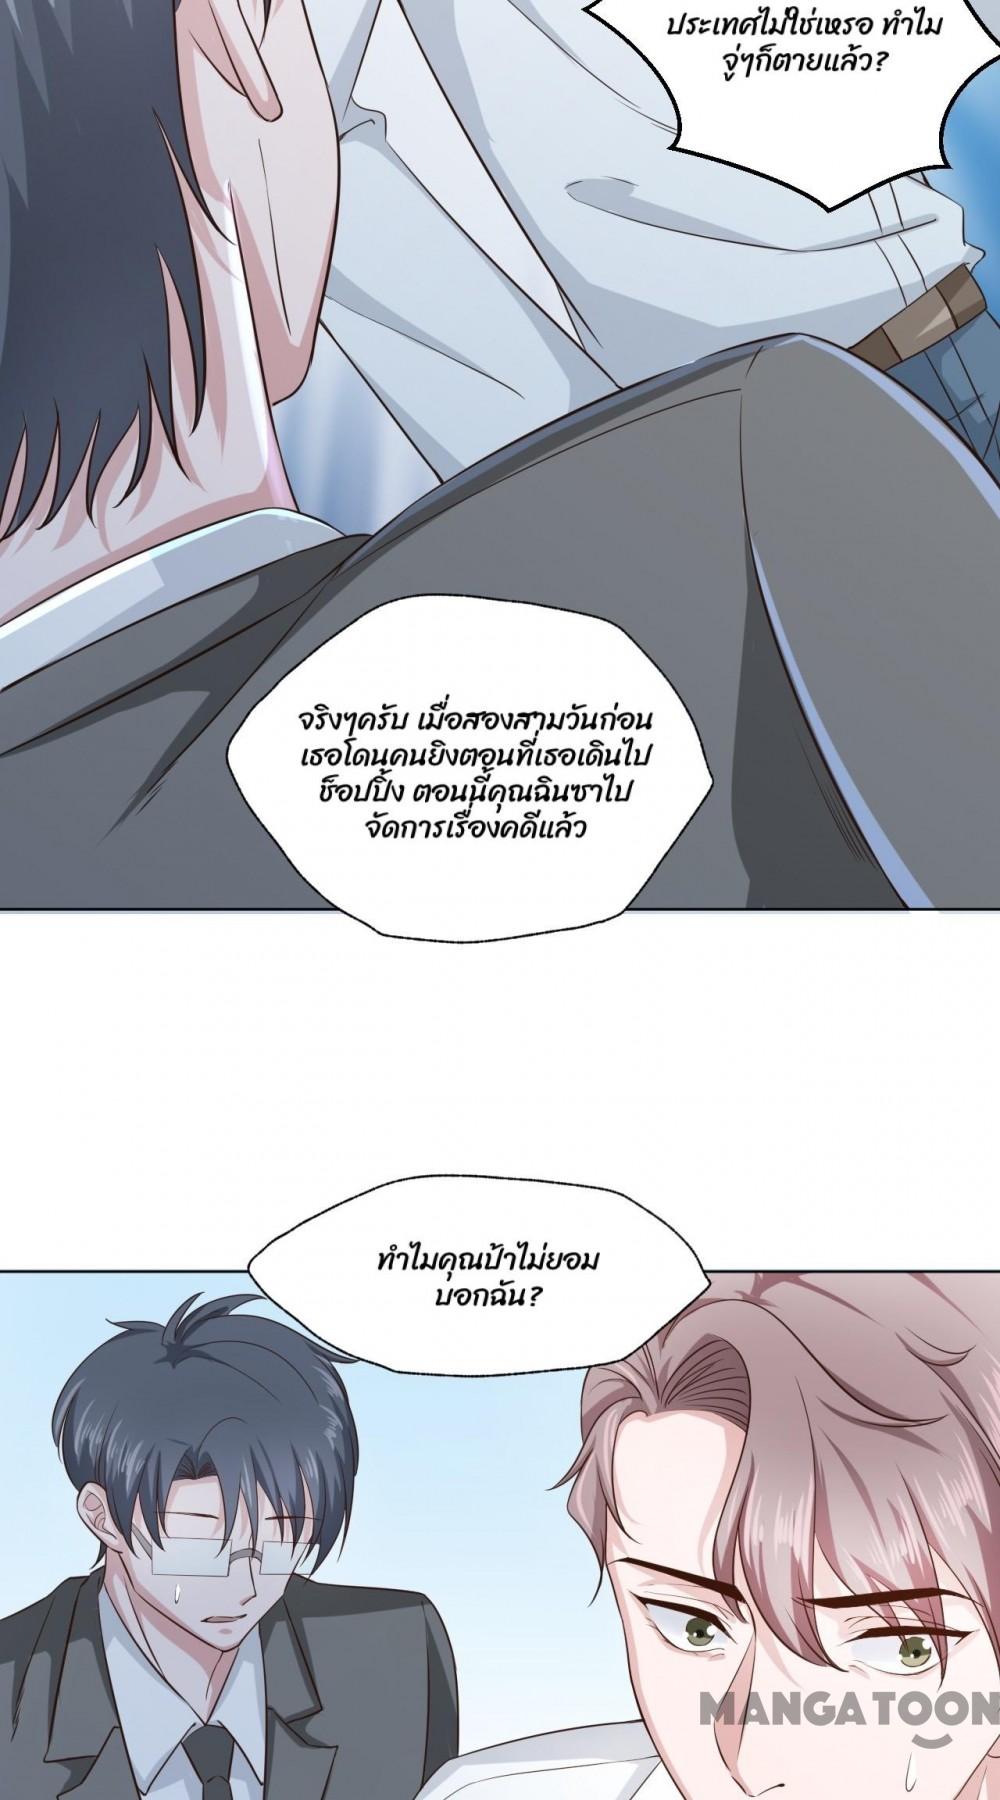 ประเทศไม่ใช่เหรอ ทำไม
จู่ๆก็ตายแล้ว?
จริงๆครับ เมื่อสองสามวันก่อน
เธอโดนคนยิงตอนที่เธอเดินไป
ช็อปปิ้ง ตอนนี้คุณฉินซาไป
จัดการเรื่องคดีแล้ว
ทำไมคุณป้าไม่ยอม
บอกฉัน?
MANGATOON